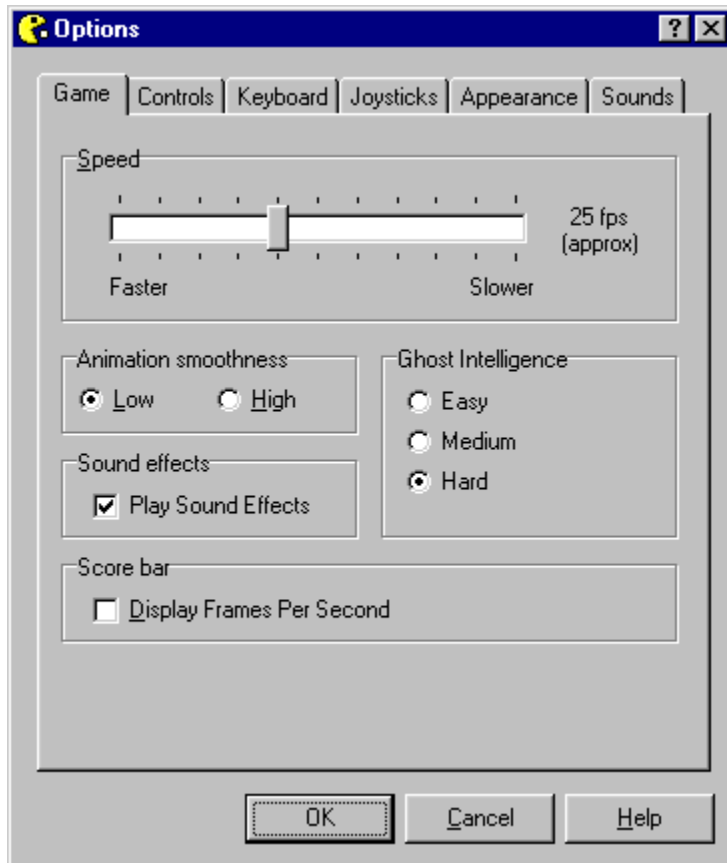 Options
Game Controls Keyboard Joysticks Appearance Sounds
Speed
25 fps
(approx)
Faster Slower
Animation smoothness
Low High
Ghost Intelligence
Easy
Medium
Hard
Sound effects
Play Sound Effects
Score bar
Display Frames Per Second
OK Cancel Help